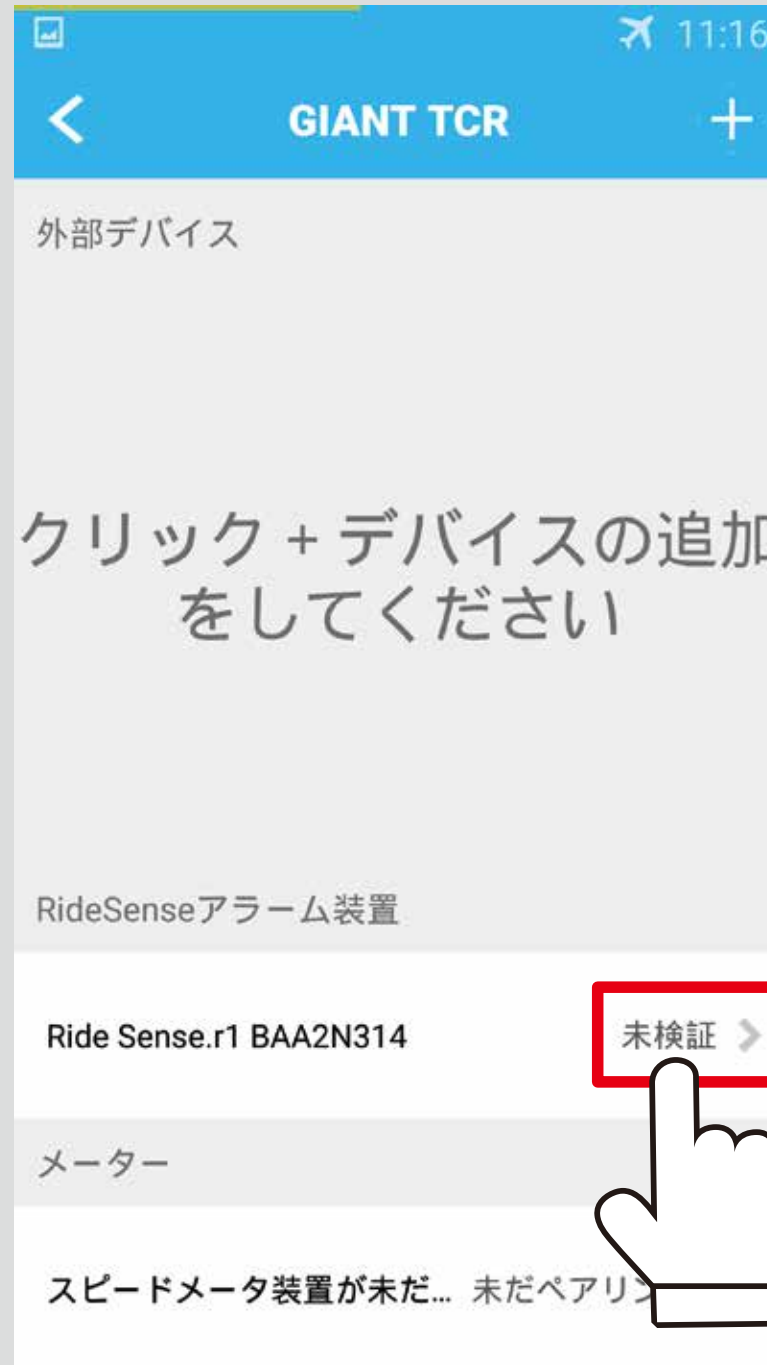 11:16
GIANT TCR
外部デバイス
クリック + デバイスの追加
をしてください
RideSenseアラーム装置
Ride Sense.r1 BAA2N314 未検証
メーター
スピードメータ装置が未だ... 未だペアリン